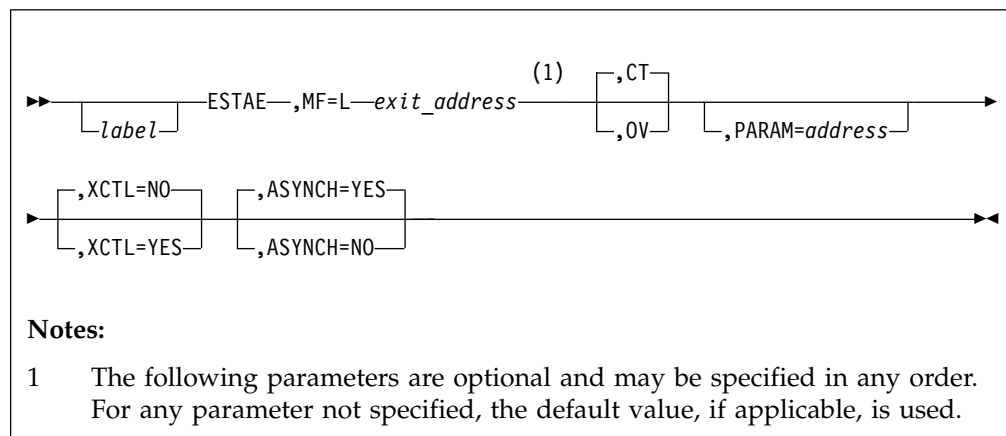 (1) ,CT
ESTAE ,MF=L exit_address
label ,OV ,PARAM=address
,XCTL=NO ,ASYNCH=YES
,XCTL=YES ,ASYNCH=NO
Notes:
1 The following parameters are optional and may be specified in any order.
For any parameter not specified, the default value, if applicable, is used.